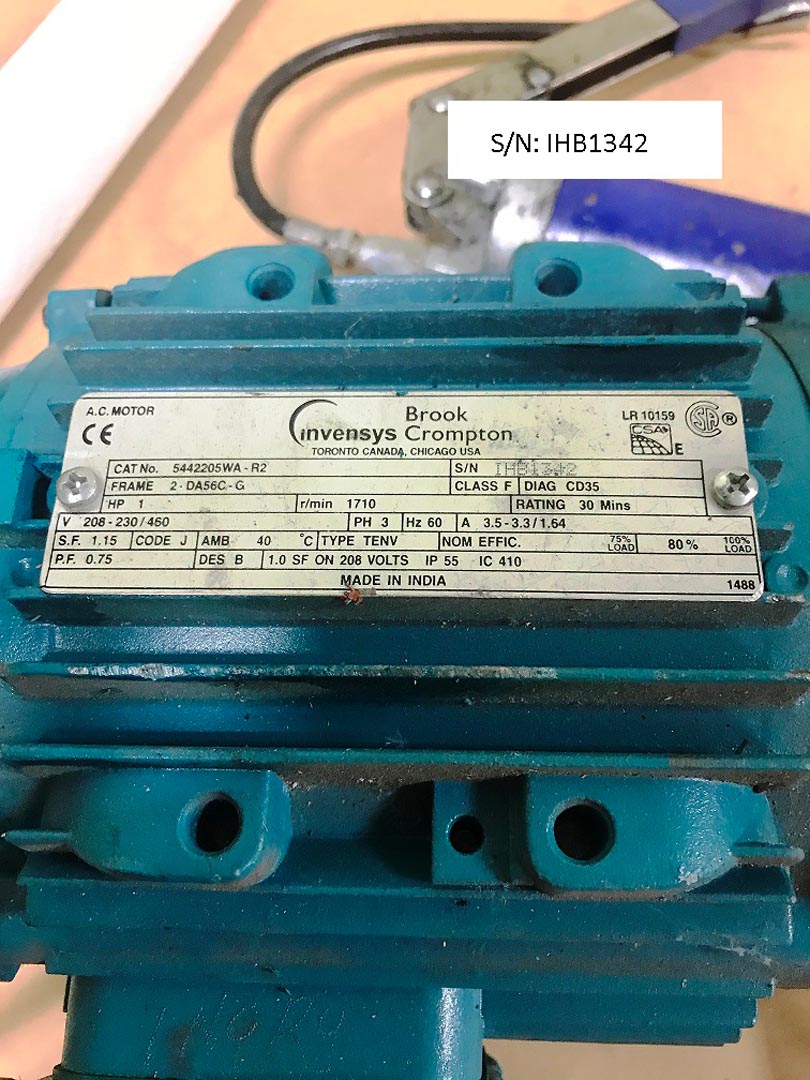 S/N: IHB1342
A.C. MOTOR
CE
invensys
Brook
Crompton
TORONTO CANADA, CHICAGO USA
LR 10159
SA ®
CSA
E
CAT No. 5442205WA - R2 S/N IHB1342
FRAME 2 - DA56C - G CLASS F DIAG CD35
HP 1 r/min 1710 RATING 30 Mins
V 208 - 230 / 460 PH 3 Hz 60 A 3.5 - 3.3 / 1.64
S.F. 1.15 CODE J AMB 40 °C TYPE TENV NOM EFFIC. 75% LOAD 80 % 100% LOAD
P.F. 0.75 DES B 1.0 SF ON 208 VOLTS IP 55 IC 410
MADE IN INDIA
1488